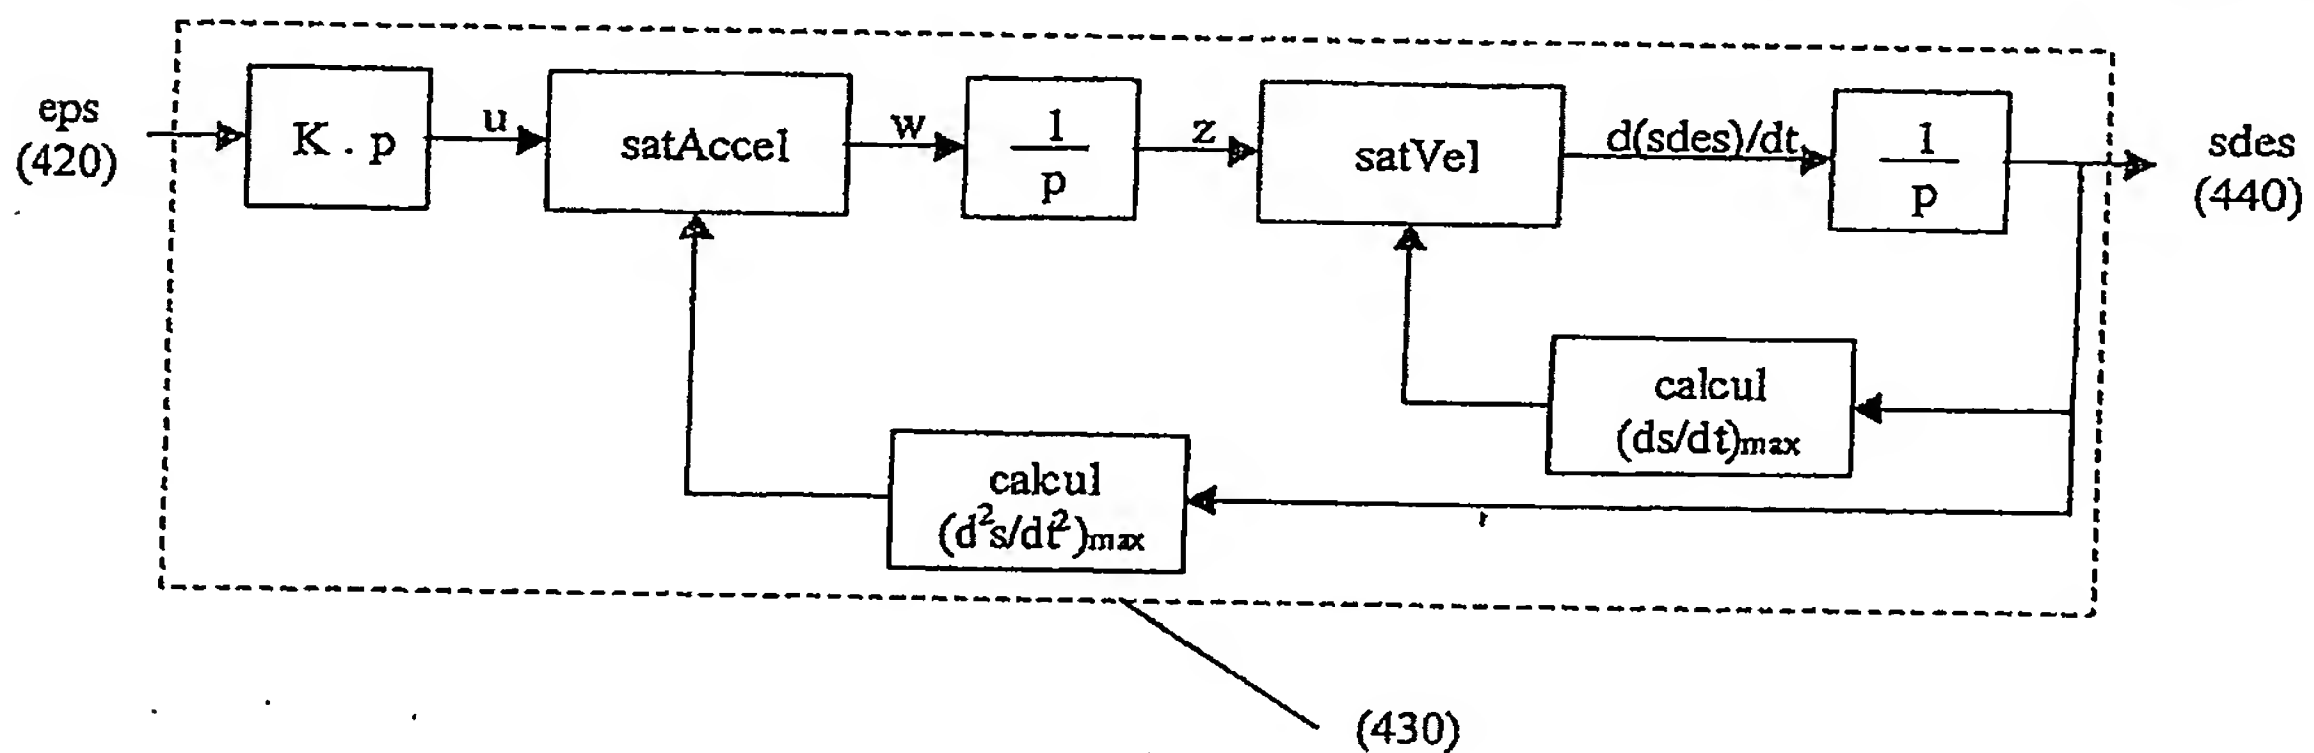 eps
(420)
K . p
u
satAccel
w
1
p
z
satVel
d(sdes)/dt
1
p
sdes
(440)
calcul
(ds/dt)max
calcul
(d²s/dt²)max
(430)